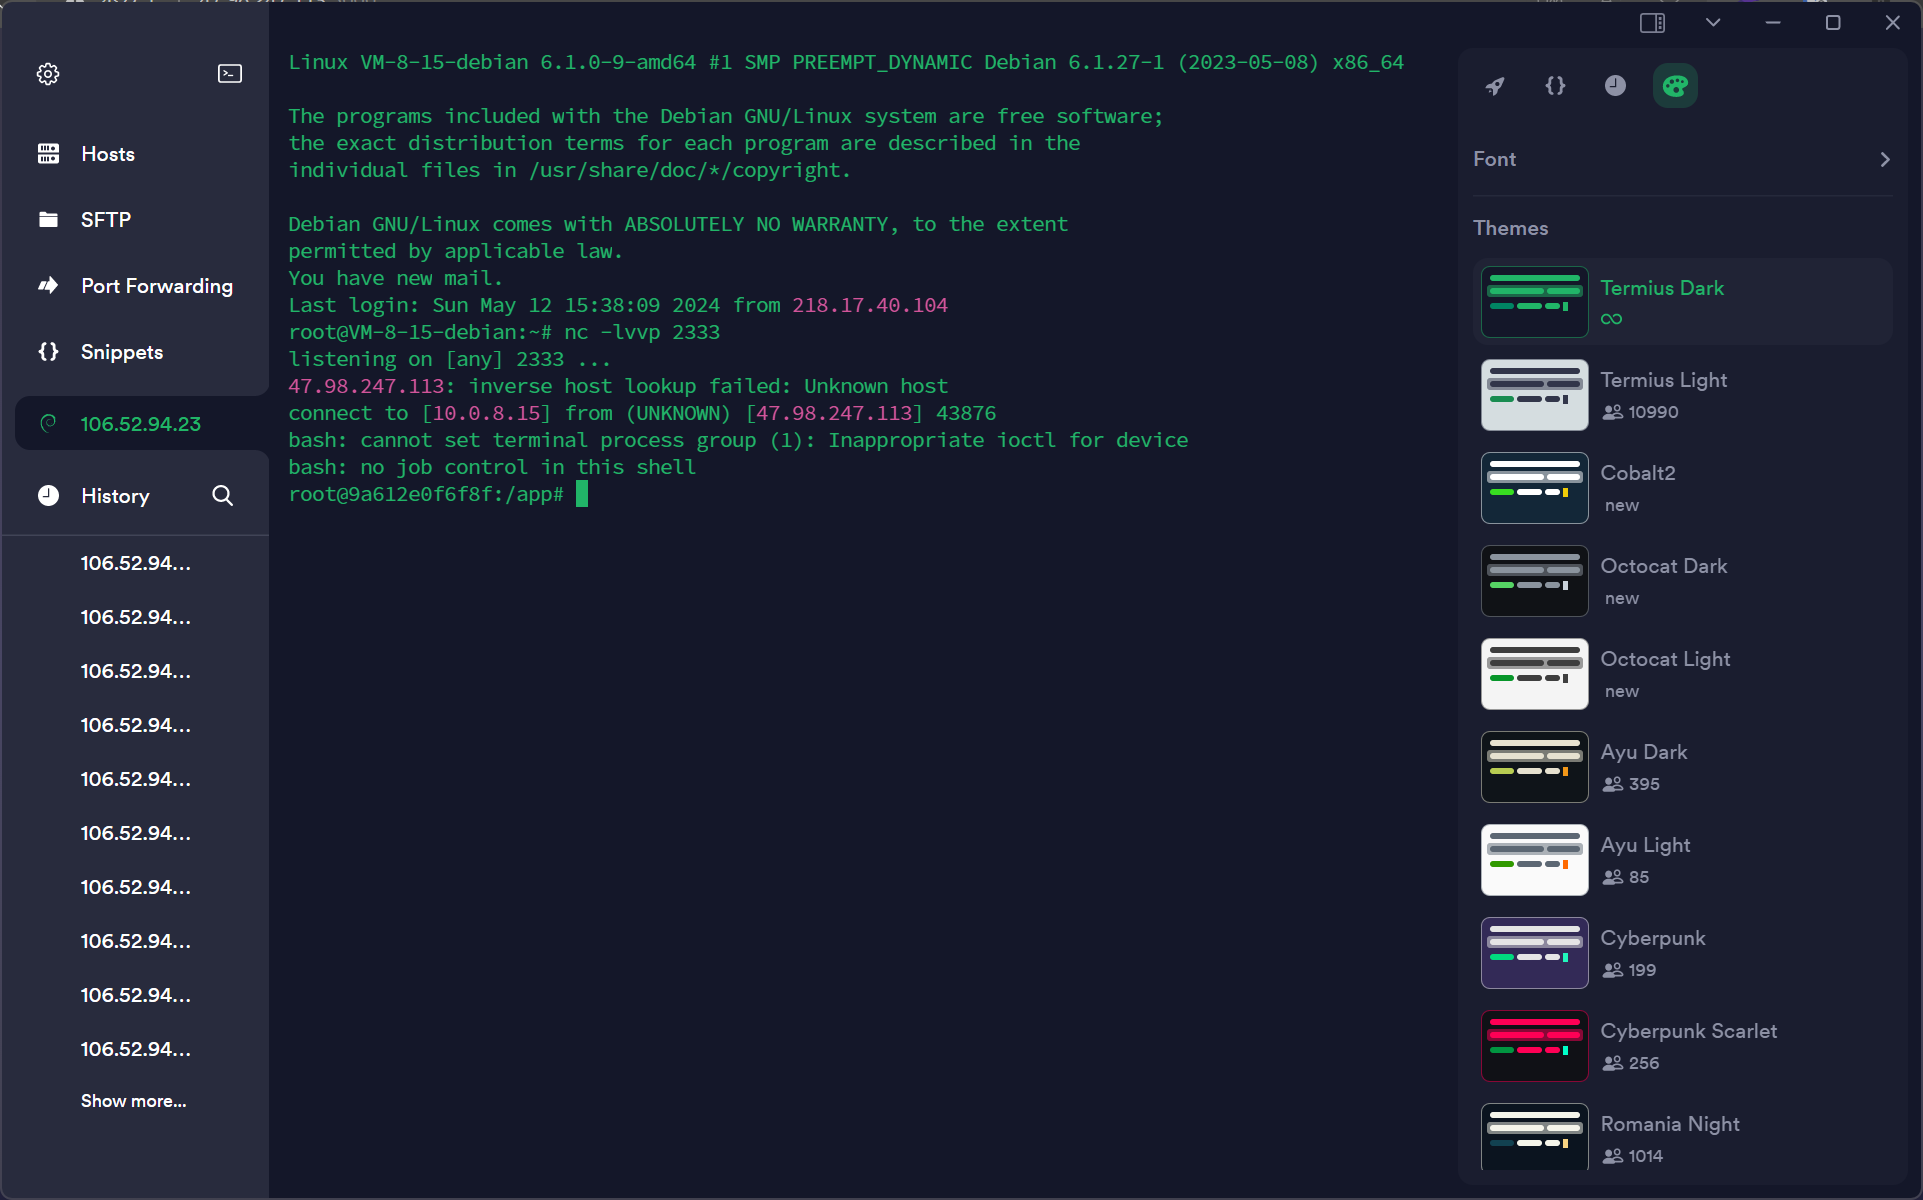 Hosts
SFTP
Port Forwarding
Snippets
106.52.94.23
History
106.52.94...
106.52.94...
106.52.94...
106.52.94...
106.52.94...
106.52.94...
106.52.94...
106.52.94...
106.52.94...
106.52.94...
Show more...
Linux VM-8-15-debian 6.1.0-9-amd64 #1 SMP PREEMPT_DYNAMIC Debian 6.1.27-1 (2023-05-08) x86_64
The programs included with the Debian GNU/Linux system are free software;
the exact distribution terms for each program are described in the
individual files in /usr/share/doc/*/copyright.
Debian GNU/Linux comes with ABSOLUTELY NO WARRANTY, to the extent
permitted by applicable law.
You have new mail.
Last login: Sun May 12 15:38:09 2024 from 218.17.40.104
root@VM-8-15-debian:~# nc -lvvp 2333
listening on [any] 2333 ...
47.98.247.113: inverse host lookup failed: Unknown host
connect to [10.0.8.15] from (UNKNOWN) [47.98.247.113] 43876
bash: cannot set terminal process group (1): Inappropriate ioctl for device
bash: no job control in this shell
root@9a612e0f6f8f:/app#
Font
Themes
Termius Dark
Termius Light
10990
Cobalt2
new
Octocat Dark
new
Octocat Light
new
Ayu Dark
395
Ayu Light
85
Cyberpunk
199
Cyberpunk Scarlet
256
Romania Night
1014